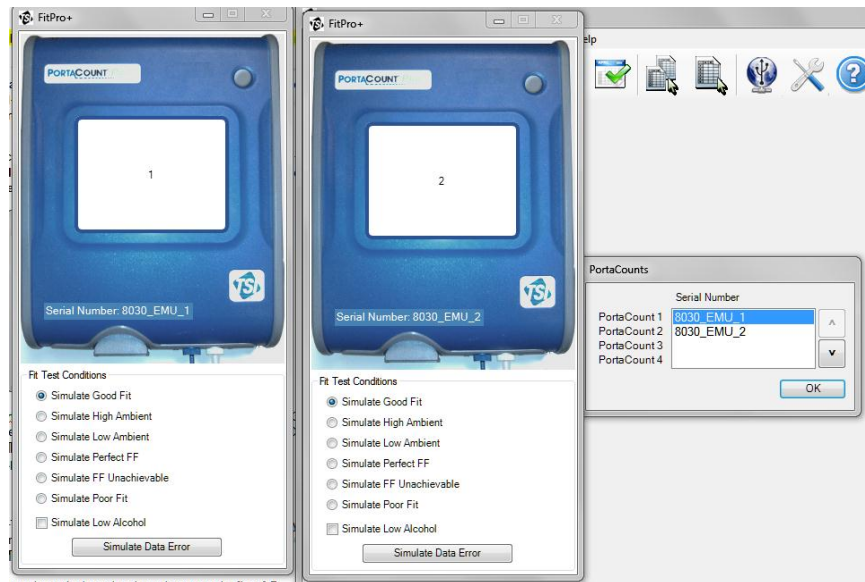 FitPro+
PORTACOUNT
1
TSI
Serial Number: 8030_EMU_1
Fit Test Conditions
Simulate Good Fit
Simulate High Ambient
Simulate Low Ambient
Simulate Perfect FF
Simulate FF Unachievable
Simulate Poor Fit
Simulate Low Alcohol
Simulate Data Error
FitPro+
PORTACOUNT
2
TSI
Serial Number: 8030_EMU_2
Fit Test Conditions
Simulate Good Fit
Simulate High Ambient
Simulate Low Ambient
Simulate Perfect FF
Simulate FF Unachievable
Simulate Poor Fit
Simulate Low Alcohol
Simulate Data Error
elp
PortaCounts
Serial Number
PortaCount 1 8030_EMU_1
PortaCount 2 8030_EMU_2
PortaCount 3
PortaCount 4
OK